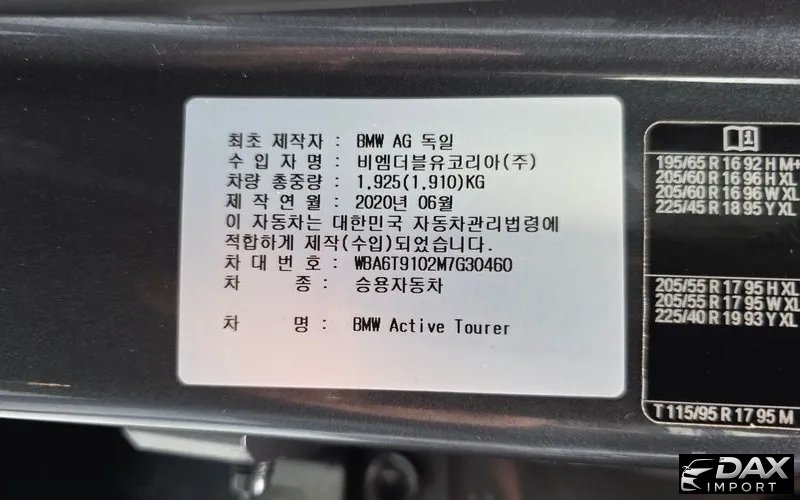 최초 제작자 : BMW AG 독일
수 입 자 명 : 비엠더블유코리아(주)
차량 총중량 : 1,925(1,910)KG
제 작 연 월 : 2020년 06월
이 자동차는 대한민국 자동차관리법령에
적합하게 제작(수입)되었습니다.
차 대 번 호 : WBA6T9102M7G30460
차 종 : 승용자동차
차 명 : BMW Active Tourer
1
195/65 R 16 92 H M+
205/60 R 16 96 H XL
205/60 R 16 96 W XL
225/45 R 18 95 Y XL
205/55 R 17 95 H XL
205/55 R 17 95 W XL
225/40 R 19 93 Y XL
T 115/95 R 17 95 M
DAX
IMPORT